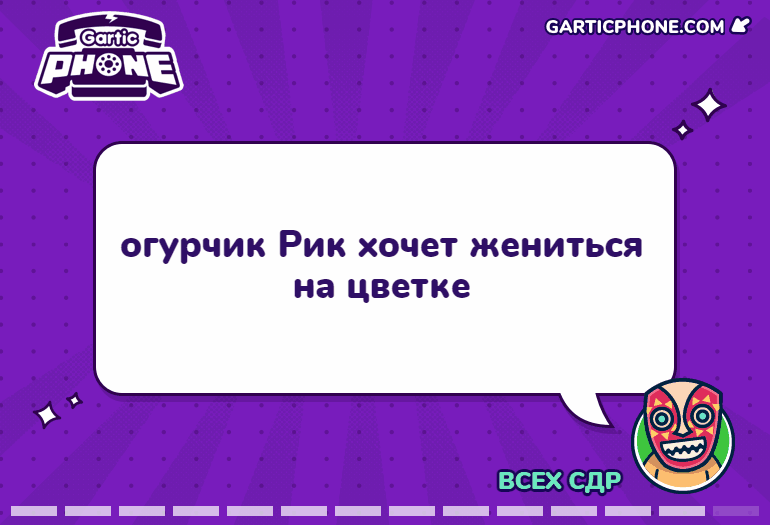 Gartic
PHONE
GARTICPHONE.COM
огурчик Рик хочет жениться
на цветке
ВСЕХ СДР